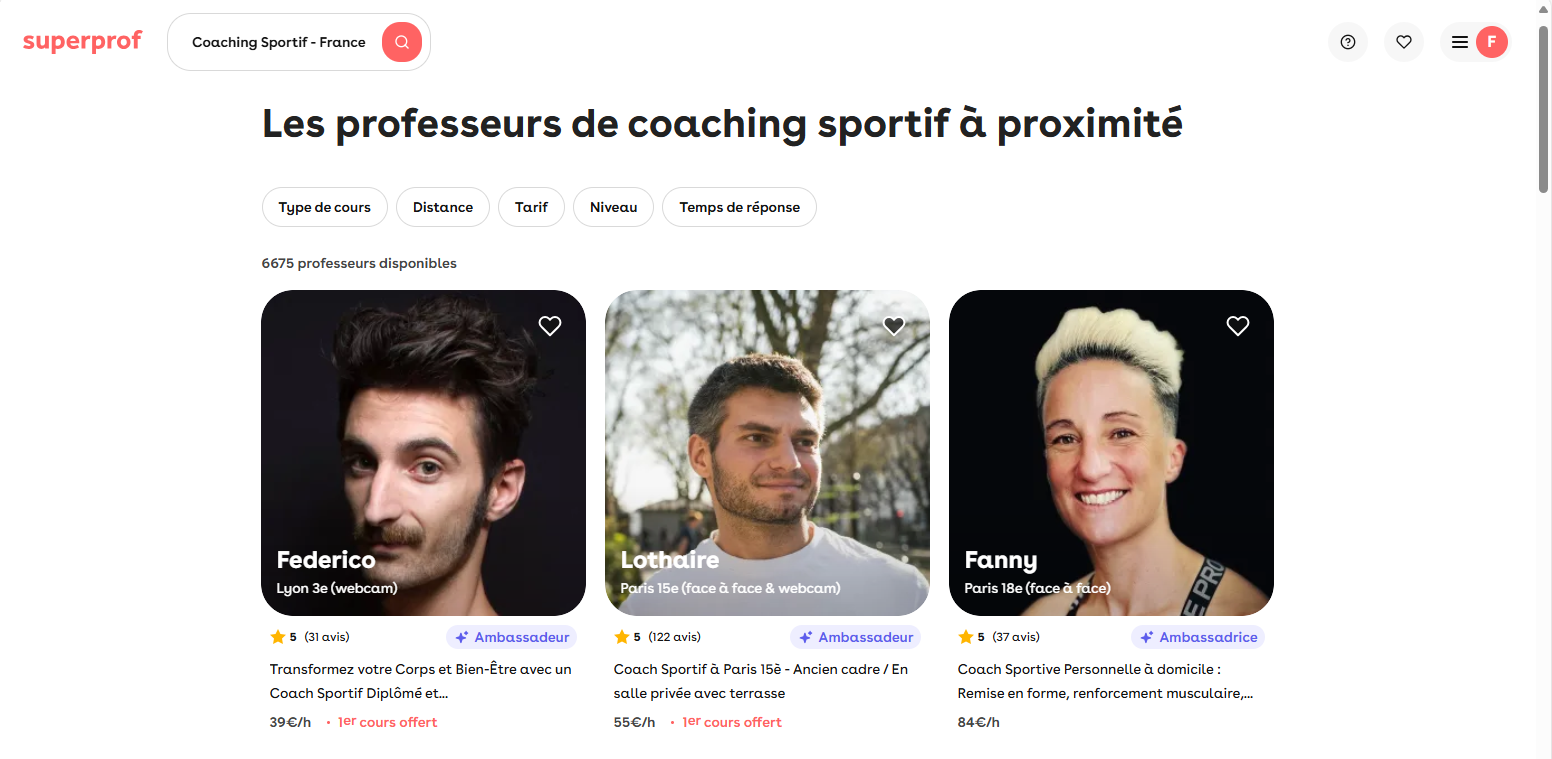 superprof
Coaching Sportif - France
F
Les professeurs de coaching sportif à proximité
Type de cours
Distance
Tarif
Niveau
Temps de réponse
6675 professeurs disponibles
Federico
Lyon 3e (webcam)
5 (31 avis)
Ambassadeur
Transformez votre Corps et Bien-Être avec un
Coach Sportif Diplômé et...
39€/h • 1er cours offert
Lothaire
Paris 15e (face à face & webcam)
5 (122 avis)
Ambassadeur
Coach Sportif à Paris 15è - Ancien cadre / En
salle privée avec terrasse
55€/h • 1er cours offert
E PRO
Fanny
Paris 18e (face à face)
5 (37 avis)
Ambassadrice
Coach Sportive Personnelle à domicile :
Remise en forme, renforcement musculaire,...
84€/h